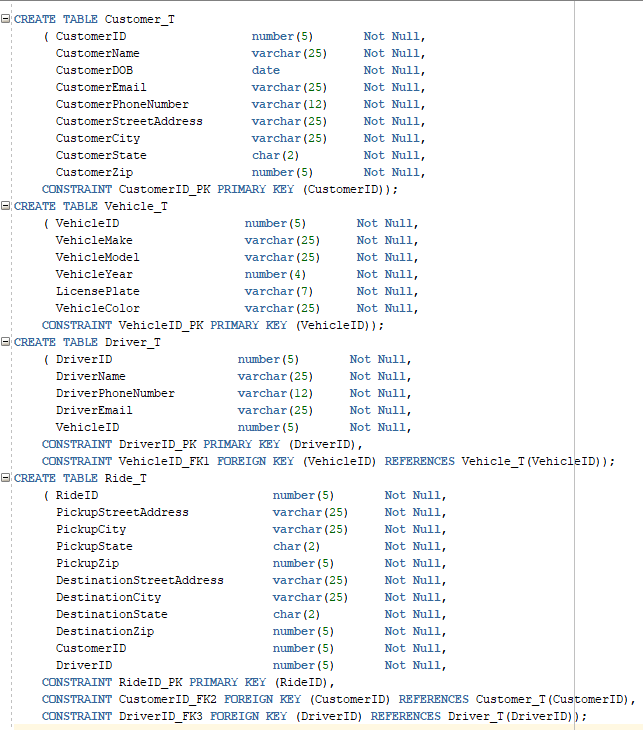 CREATE TABLE Customer_T
( CustomerID number(5) Not Null,
CustomerName varchar(25) Not Null,
CustomerDOB date Not Null,
CustomerEmail varchar(25) Not Null,
CustomerPhoneNumber varchar(12) Not Null,
CustomerStreetAddress varchar(25) Not Null,
CustomerCity varchar(25) Not Null,
CustomerState char(2) Not Null,
CustomerZip number(5) Not Null,
CONSTRAINT CustomerID_PK PRIMARY KEY (CustomerID));
CREATE TABLE Vehicle_T
( VehicleID number(5) Not Null,
VehicleMake varchar(25) Not Null,
VehicleModel varchar(25) Not Null,
VehicleYear number(4) Not Null,
LicensePlate varchar(7) Not Null,
VehicleColor varchar(25) Not Null,
CONSTRAINT VehicleID_PK PRIMARY KEY (VehicleID));
CREATE TABLE Driver_T
( DriverID number(5) Not Null,
DriverName varchar(25) Not Null,
DriverPhoneNumber varchar(12) Not Null,
DriverEmail varchar(25) Not Null,
VehicleID number(5) Not Null,
CONSTRAINT DriverID_PK PRIMARY KEY (DriverID),
CONSTRAINT VehicleID_FK1 FOREIGN KEY (VehicleID) REFERENCES Vehicle_T(VehicleID));
CREATE TABLE Ride_T
( RideID number(5) Not Null,
PickupStreetAddress varchar(25) Not Null,
PickupCity varchar(25) Not Null,
PickupState char(2) Not Null,
PickupZip number(5) Not Null,
DestinationStreetAddress varchar(25) Not Null,
DestinationCity varchar(25) Not Null,
DestinationState char(2) Not Null,
DestinationZip number(5) Not Null,
CustomerID number(5) Not Null,
DriverID number(5) Not Null,
CONSTRAINT RideID_PK PRIMARY KEY (RideID),
CONSTRAINT CustomerID_FK2 FOREIGN KEY (CustomerID) REFERENCES Customer_T(CustomerID),
CONSTRAINT DriverID_FK3 FOREIGN KEY (DriverID) REFERENCES Driver_T(DriverID));